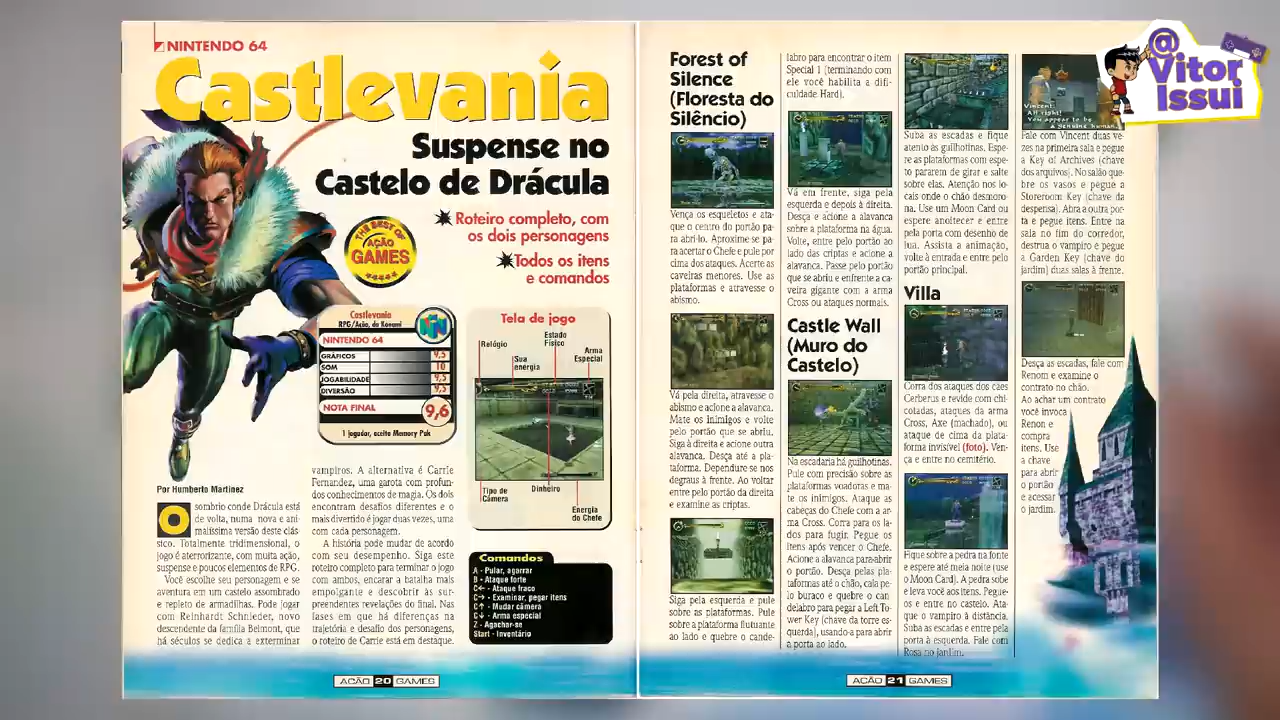 NINTENDO 64
Castlevania
Suspense no
Castelo de Drácula
Roteiro completo, com
os dois personagens
Todos os itens
e comandos
THE BEST OF
AÇÃO
GAMES
Castlevania
RPG/Ação, da Konami
NINTENDO 64
GRÁFICOS 9,5
SOM 10
JOGABILIDADE 9,5
DIVERSÃO 9,5
NOTA FINAL 9,6
1 jogador, aceita Memory Pak
Tela de jogo
Relógio
Sua
energia
Estado
Físico
Arma
Especial
Tipo de
Câmera
Dinheiro
Energia
do Chefe
Comandos
A - Pular, agarrar
B - Ataque forte
C← - Ataque fraco
C→ - Examinar, pegar itens
C↑ - Mudar câmera
C↓ - Arma especial
Z - Agachar-se
Start - Inventário
Por Humberto Martinez
O sombrio conde Drácula está
de volta, numa nova e ani-
malíssima versão deste clás-
sico. Totalmente tridimensional, o
jogo é aterrorizante, com muita ação,
suspense e poucos elementos de RPG.
Você escolhe seu personagem e se
aventura em um castelo assombrado
e repleto de armadilhas. Pode jogar
com Reinhardt Schnieder, novo
descendente da família Belmont, que
há séculos se dedica a exterminar
vampiros. A alternativa é Carrie
Fernandez, uma garota com profun-
dos conhecimentos de magia. Os dois
encontram desafios diferentes e o
mais divertido é jogar duas vezes, uma
com cada personagem.
A história pode mudar de acordo
com seu desempenho. Siga este
roteiro completo para terminar o jogo
com ambos, encarar a batalha mais
empolgante e descobrir as sur-
preendentes revelações do final. Nas
fases em que há diferenças na
trajetória e desafio dos personagens,
o roteiro de Carrie está em destaque.
AÇÃO 20 GAMES
Forest of
Silence
(Floresta do
Silêncio)
Vença os esqueletos e ata-
que o centro do portão pa-
ra abri-lo. Aproxime-se pa-
ra acertar o Chefe e pule por
cima dos ataques. Acerte as
caveiras menores. Use as
plataformas e atravesse o
abismo.
Vá pela direita, atravesse o
abismo e acione a alavanca.
Mate os inimigos e volte
pelo portão que se abriu.
Siga à direita e acione outra
alavanca. Desça até a pla-
taforma. Dependure-se nos
degraus à frente. Ao voltar
entre pelo portão da direita
e examine as criptas.
Siga pela esquerda e pule
sobre as plataformas. Pule
sobre a plataforma flutuante
ao lado e quebre o cande-
labro para encontrar o item
Special 1 (terminando com
ele você habilita a difi-
culdade Hard).
Vá em frente, siga pela
esquerda e depois à direita.
Desça e acione a alavanca
sobre a plataforma na água.
Volte, entre pelo portão ao
lado das criptas e acione a
alavanca. Passe pelo portão
que se abriu e enfrente a ca-
veira gigante com a arma
Cross ou ataques normais.
Castle Wall
(Muro do
Castelo)
Na escadaria há guilhotinas.
Pule com precisão sobre as
plataformas voadoras e ma-
te os inimigos. Ataque as
cabeças do Chefe com a ar-
ma Cross. Corra para os la-
dos para fugir. Pegue os
itens após vencer o Chefe.
Acione a alavanca para abrir
o portão. Desça pelas pla-
taformas até o chão, caia pe-
lo buraco e quebre o can-
delabro para pegar a Left To-
wer Key (chave da torre es-
querda), usando-a para abrir
a porta ao lado.
Suba as escadas e fique
atento às guilhotinas. Espe-
re as plataformas com espe-
to pararem de girar e salte
sobre elas. Atenção nos lo-
cais onde o chão desmoro-
na. Use um Moon Card ou
espere anoitecer e entre
pela porta com desenho de
lua. Assista a animação,
volte à entrada e entre pelo
portão principal.
Villa
Corra dos ataques dos cães
Cerberus e revide com chi-
cotadas, ataques da arma
Cross, Axe (machado), ou
ataque de cima da plata-
forma invisível (foto). Ven-
ça e entre no cemitério.
Fique sobre a pedra na fonte
e espere até meia noite (use
o Moon Card). A pedra sobe
e leva você aos itens. Pegue-
os e entre no castelo. Ata-
que o vampiro à distância.
Suba as escadas e entre pela
porta à esquerda. Fale com
Rosa no jardim.
Vincent
All right!
You appear to be
a genuine human.
Fale com Vincent duas ve-
zes na primeira sala e pegue
a Key of Archives (chave
dos arquivos). No salão que-
bre os vasos e pegue a
Storeroom Key (chave da
despensa). Abra a outra por-
ta e pegue itens. Entre na
sala no fim do corredor,
destrua o vampiro e pegue
a Garden Key (chave do
jardim) duas salas à frente.
Desça as escadas, fale com
Renom e examine o
contrato no chão.
Ao achar um contrato
você invoca
Renon e
compra
itens. Use
a chave
para abrir
o portão
e acessar
o jardim.
AÇÃO 21 GAMES
@
Vitor
Issui